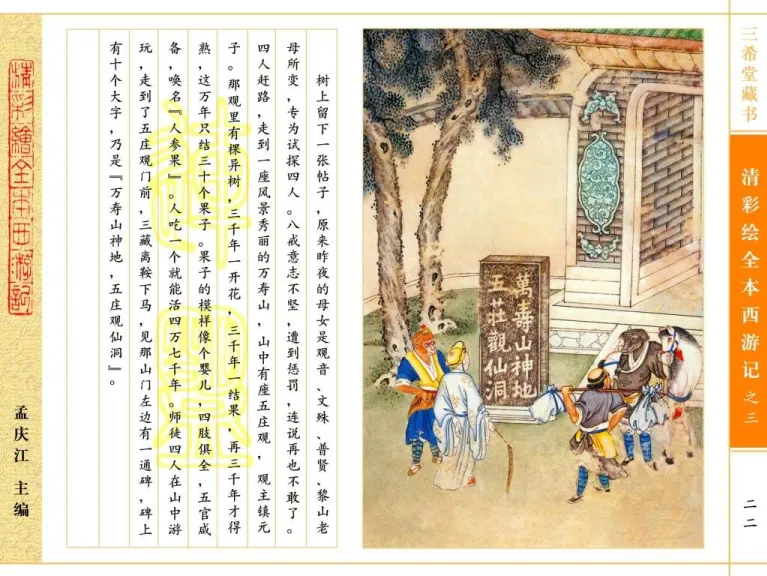 三希堂藏书
清彩绘全本西游记之三
二二
萬壽山神地
五莊觀仙洞
树上留下一张帖子，原来昨夜的母女是观音、文殊、普贤、黎山老
母所变，专为试探四人。八戒意志不坚，遭到惩罚，连说再也不敢了。
四人赶路，走到一座风景秀丽的万寿山，山中有座五庄观，观主镇元
子。那观里有棵异树，三千年一开花，三千年一结果，再三千年才得
熟，这万年只结三十个果子。果子的模样像个婴儿，四肢俱全，五官咸
备，唤名『人参果』。人吃一个就能活四万七千年。师徒四人在山中游
玩，走到了五庄观门前，三藏离鞍下马，见那山门左边有一通碑，碑上
有十个大字，乃是『万寿山神地，五庄观仙洞』。
清彩繪全本西游記
孟庆江 主编